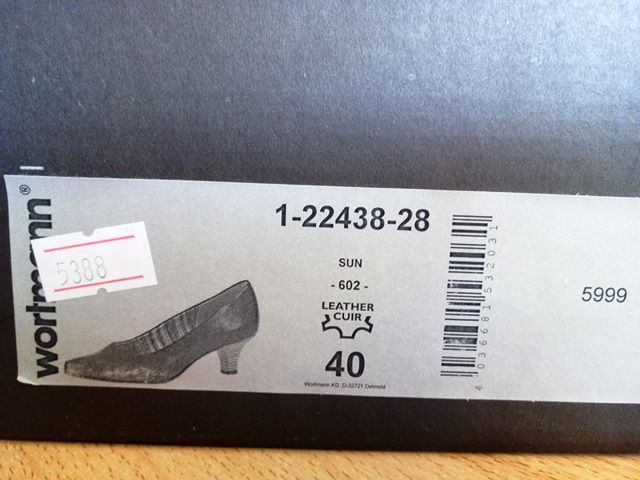 wortmann®
5388
1-22438-28
SUN
- 602 -
LEATHER
CUIR
40
Wortmann KG, D-32721 Detmold
4 036681 532031
5999